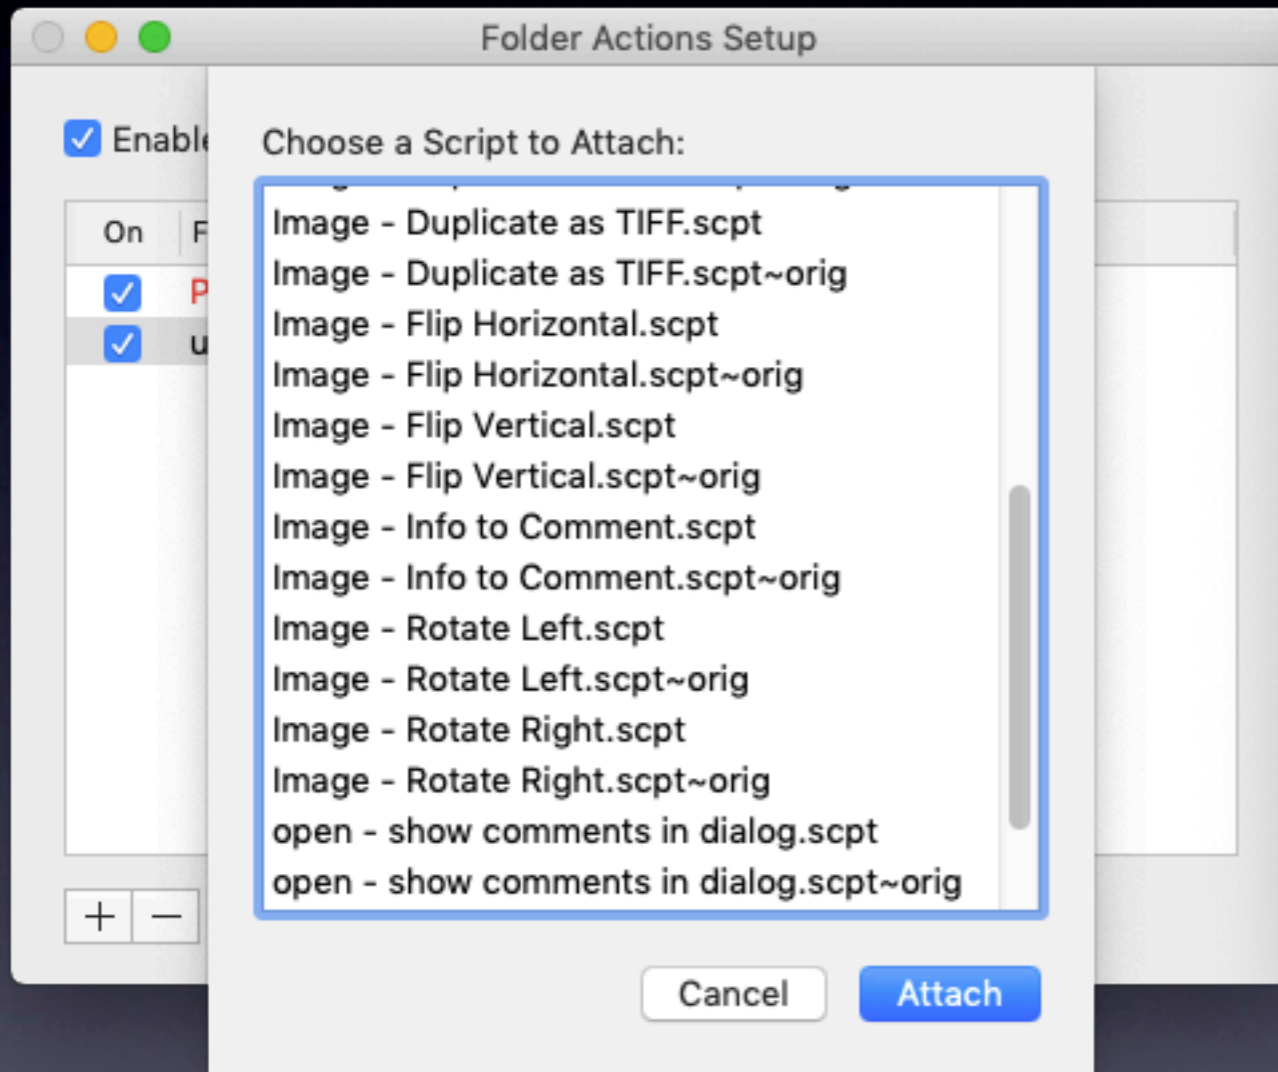 Folder Actions Setup
Enable
Choose a Script to Attach:
On F
P
u
Image - Duplicate as TIFF.scpt
Image - Duplicate as TIFF.scpt~orig
Image - Flip Horizontal.scpt
Image - Flip Horizontal.scpt~orig
Image - Flip Vertical.scpt
Image - Flip Vertical.scpt~orig
Image - Info to Comment.scpt
Image - Info to Comment.scpt~orig
Image - Rotate Left.scpt
Image - Rotate Left.scpt~orig
Image - Rotate Right.scpt
Image - Rotate Right.scpt~orig
open - show comments in dialog.scpt
open - show comments in dialog.scpt~orig
Cancel
Attach